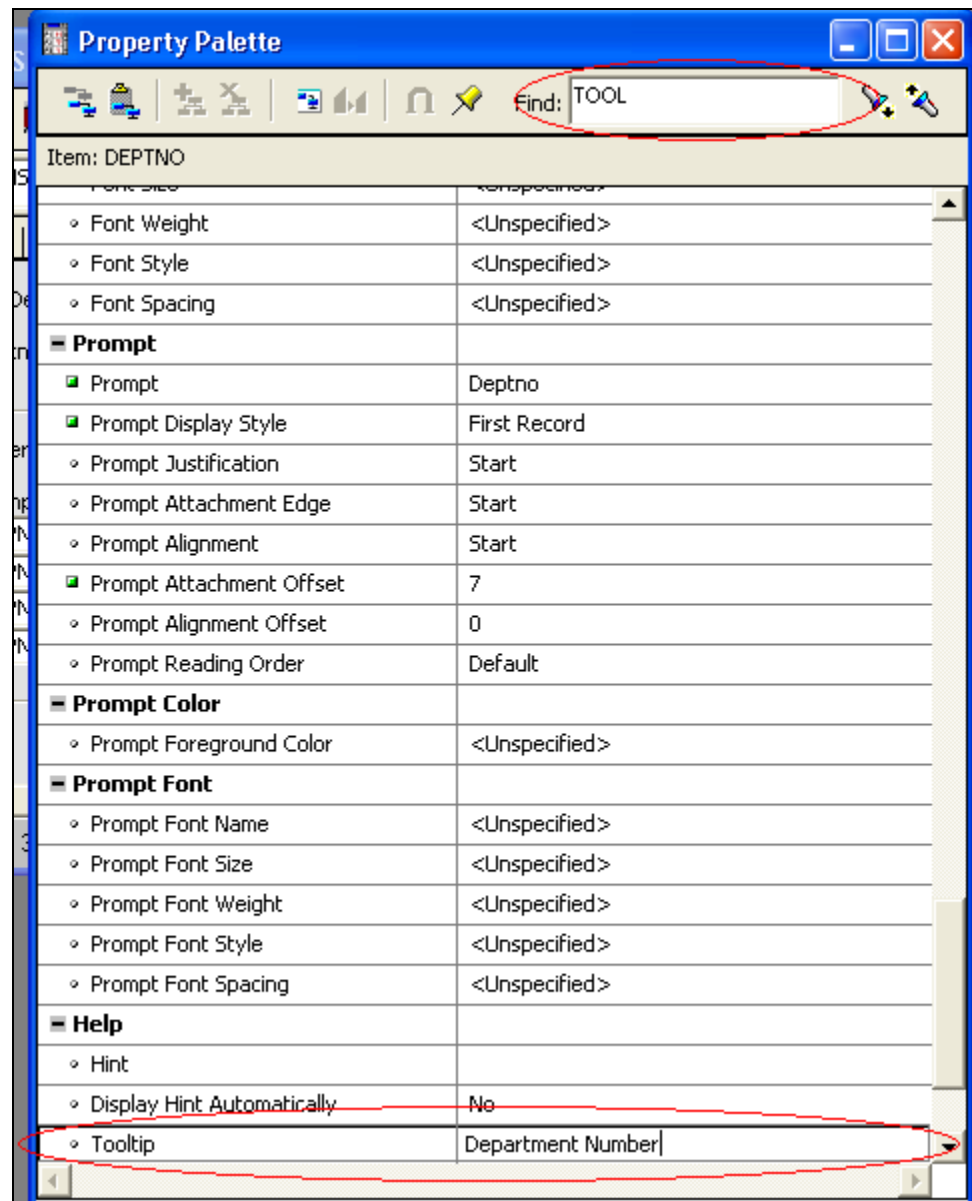 Property Palette
Find: TOOL
Item: DEPTNO
Font Size <Unspecified>
Font Weight <Unspecified>
Font Style <Unspecified>
Font Spacing <Unspecified>
Prompt
Prompt Deptno
Prompt Display Style First Record
Prompt Justification Start
Prompt Attachment Edge Start
Prompt Alignment Start
Prompt Attachment Offset 7
Prompt Alignment Offset 0
Prompt Reading Order Default
Prompt Color
Prompt Foreground Color <Unspecified>
Prompt Font
Prompt Font Name <Unspecified>
Prompt Font Size <Unspecified>
Prompt Font Weight <Unspecified>
Prompt Font Style <Unspecified>
Prompt Font Spacing <Unspecified>
Help
Hint
Display Hint Automatically No
Tooltip Department Number